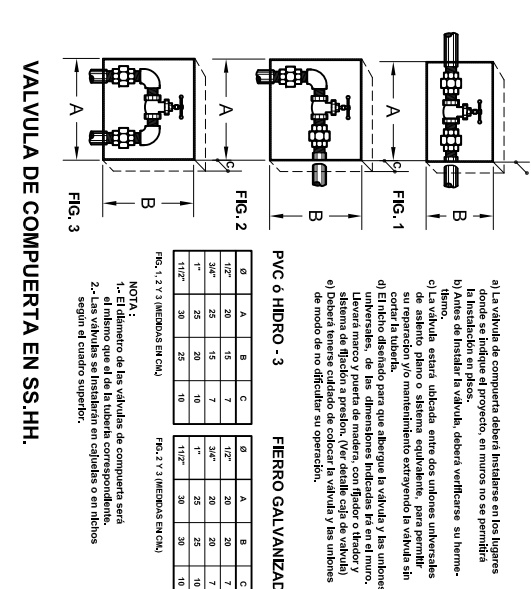 a) La válvula de compuerta deberá instalarse en los lugares
donde se indique el proyecto, en muros no se permitirá
la instalación en pisos.
b) Antes de instalar la válvula, deberá verificarse su herme-
tismo.
c) La válvula estará ubicada entre dos uniones universales
de asiento plano o sistema equivalente, para permitir
su reparacion y/o mantenimiento extrayendo la válvula sin
cortar la tubería.
d) El nicho diseñado para que albergue la válvula y las uniones
universales, de las dimensiones indicadas irá en el muro.
Llevará marco y puerta de madera, con fijador o tirador y
sistema de fijación a presion. (Ver detalle caja de valvula)
e) Deberá tenerse cuidado de colocar la válvula y las uniones
de modo de no dificultar su operación.
A
B
C
FIG. 1
A
B
C
FIG. 2
A
B
FIG. 3
PVC ó HIDRO - 3
Ø A B C
1/2" 20 15 7
3/4" 25 15 7
1" 25 20 10
11/2" 30 25 10
FIG. 1, 2 Y 3 (MEDIDAS EN CM.)
FIERRO GALVANIZAD
Ø A B C
1/2" 20 20 7
3/4" 20 20 7
1" 25 25 10
11/2" 30 30 10
FIG. 2 Y 3 (MEDIDAS EN CM.)
NOTA :
1.- El diámetro de las válvulas de compuerta será
el mismo que el de la tubería correspondiente.
2.- Las válvulas se instalarán en cajuelas o en nichos
según el cuadro superior.
VALVULA DE COMPUERTA EN SS.HH.